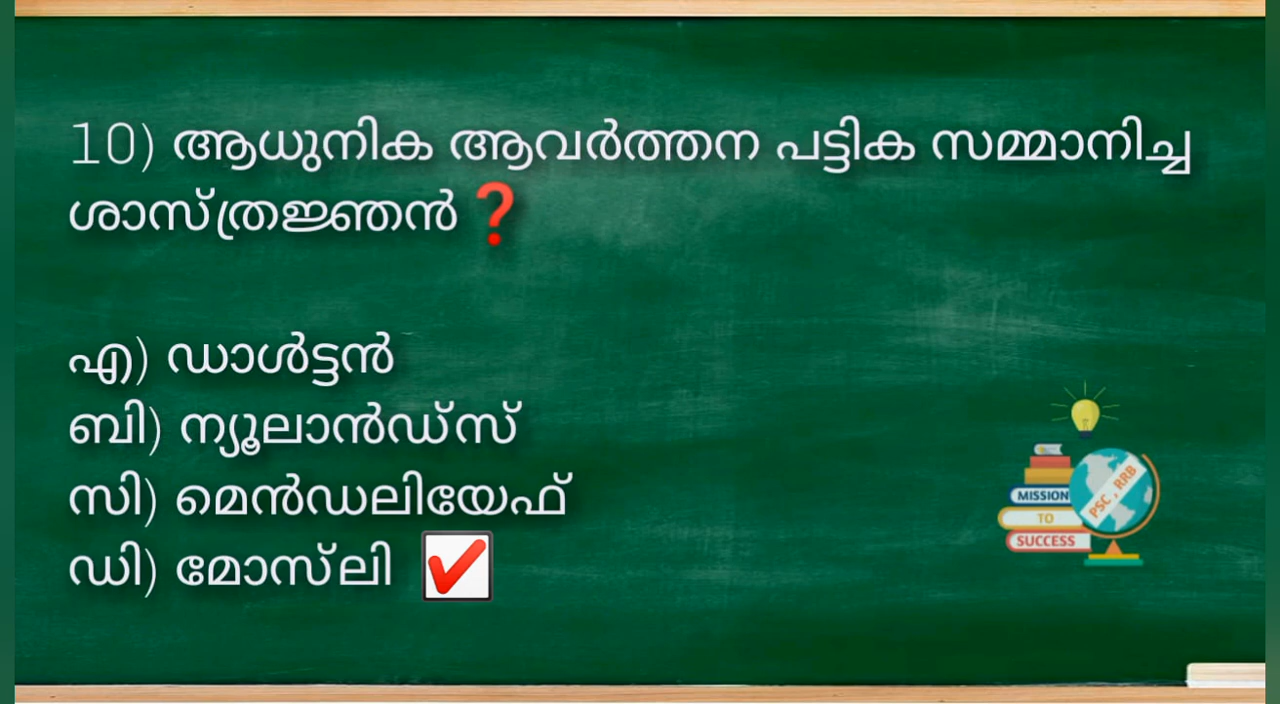 10) ആധുനിക ആവർത്തന പട്ടിക സമ്മാനിച്ച
ശാസ്ത്രജ്ഞൻ❓
എ) ഡാൾട്ടൻ
ബി) ന്യൂലാൻഡ്സ്
സി) മെൻഡലിയേഫ്
ഡി) മോസ്‌ലി ☑
MISSION
TO
SUCCESS
PSC , RRB